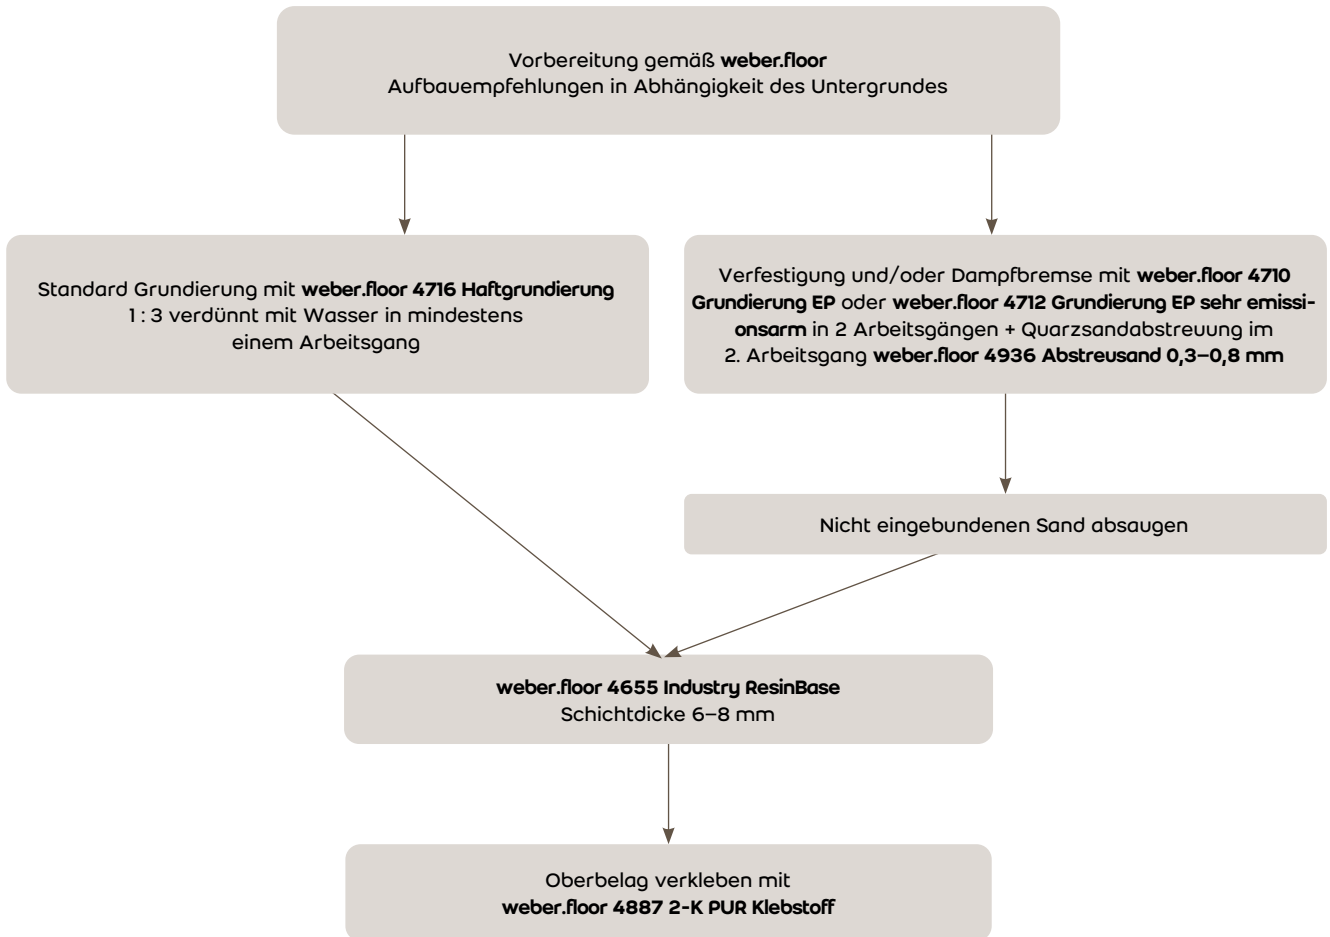 Vorbereitung gemäß weber.floor
Aufbauempfehlungen in Abhängigkeit des Untergrundes
Standard Grundierung mit weber.floor 4716 Haftgrundierung
1 : 3 verdünnt mit Wasser in mindestens
einem Arbeitsgang
Verfestigung und/oder Dampfbremse mit weber.floor 4710
Grundierung EP oder weber.floor 4712 Grundierung EP sehr emissi-
onsarm in 2 Arbeitsgängen + Quarzsandabstreuung im
2. Arbeitsgang weber.floor 4936 Abstreusand 0,3–0,8 mm
Nicht eingebundenen Sand absaugen
weber.floor 4655 Industry ResinBase
Schichtdicke 6–8 mm
Oberbelag verkleben mit
weber.floor 4887 2-K PUR Klebstoff